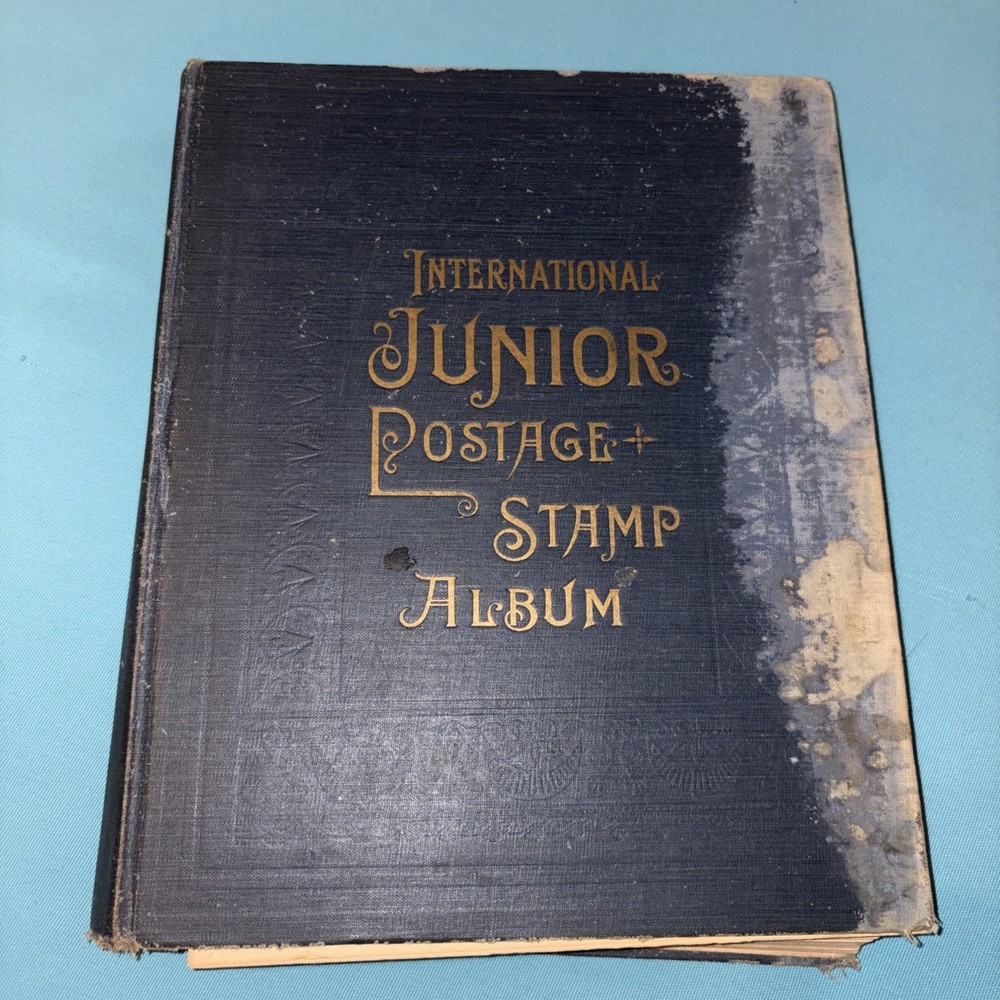 INTERNATIONAL
JUNIOR
POSTAGE
STAMP
ALBUM